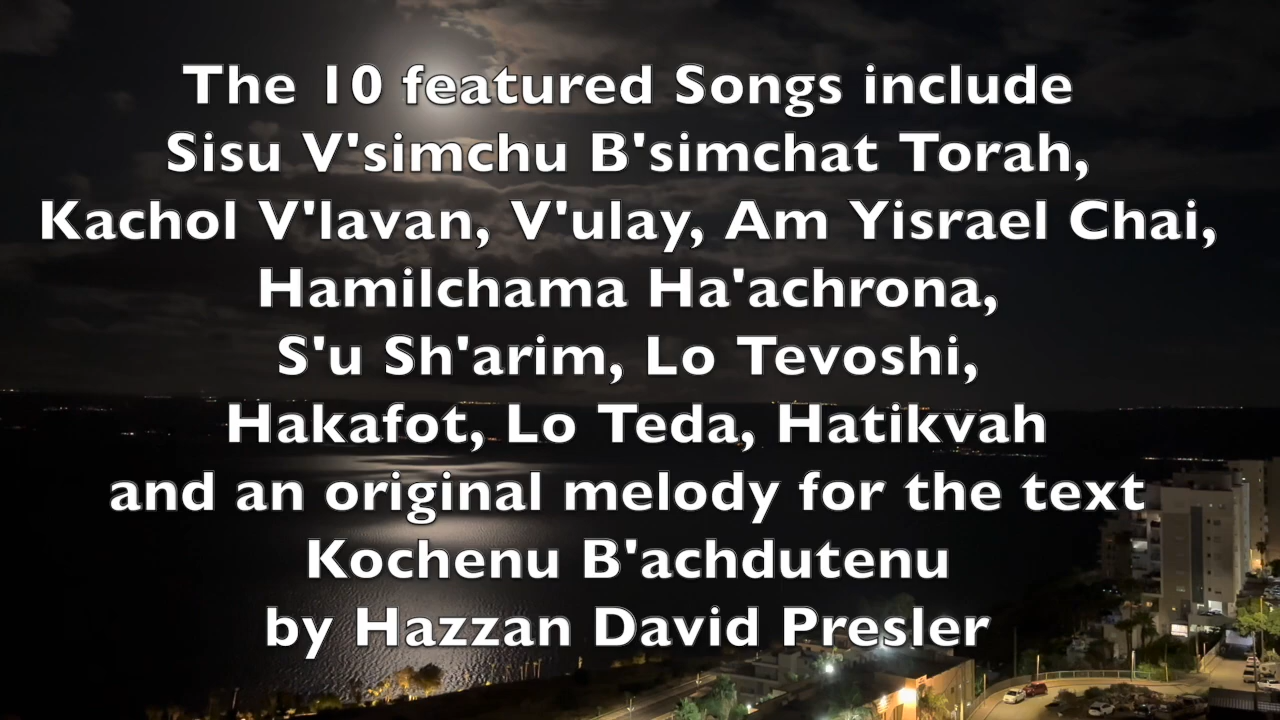 The 10 featured Songs include
Sisu V'simchu B'simchat Torah,
Kachol V'lavan, V'ulay, Am Yisrael Chai,
Hamilchama Ha'achrona,
S'u Sh'arim, Lo Tevoshi,
Hakafot, Lo Teda, Hatikvah
and an original melody for the text
Kochenu B'achdutenu
by Hazzan David Presler